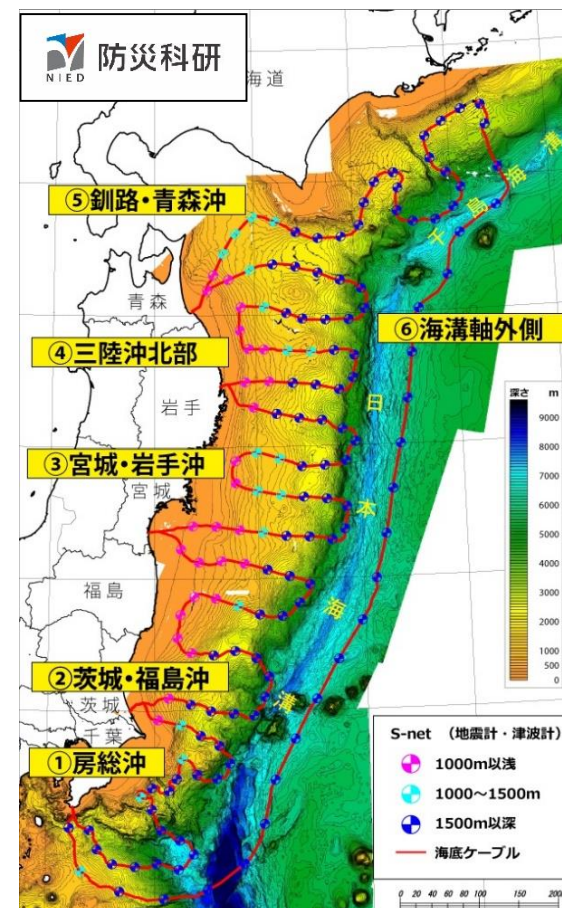 NIED
防災科研
海道
⑤釧路・青森沖
千島海溝
青森
⑥海溝軸外側
④三陸沖北部
岩手
③宮城・岩手沖
宮城
日本海溝
福島
②茨城・福島沖
茨城
千葉
①房総沖
深さ m
9000
8000
7000
6000
5000
4000
3000
2000
1000
500
0
S-net （地震計・津波計）
1000m以浅
1000～1500m
1500m以深
海底ケーブル
0 20 40 60 80 100 150 200